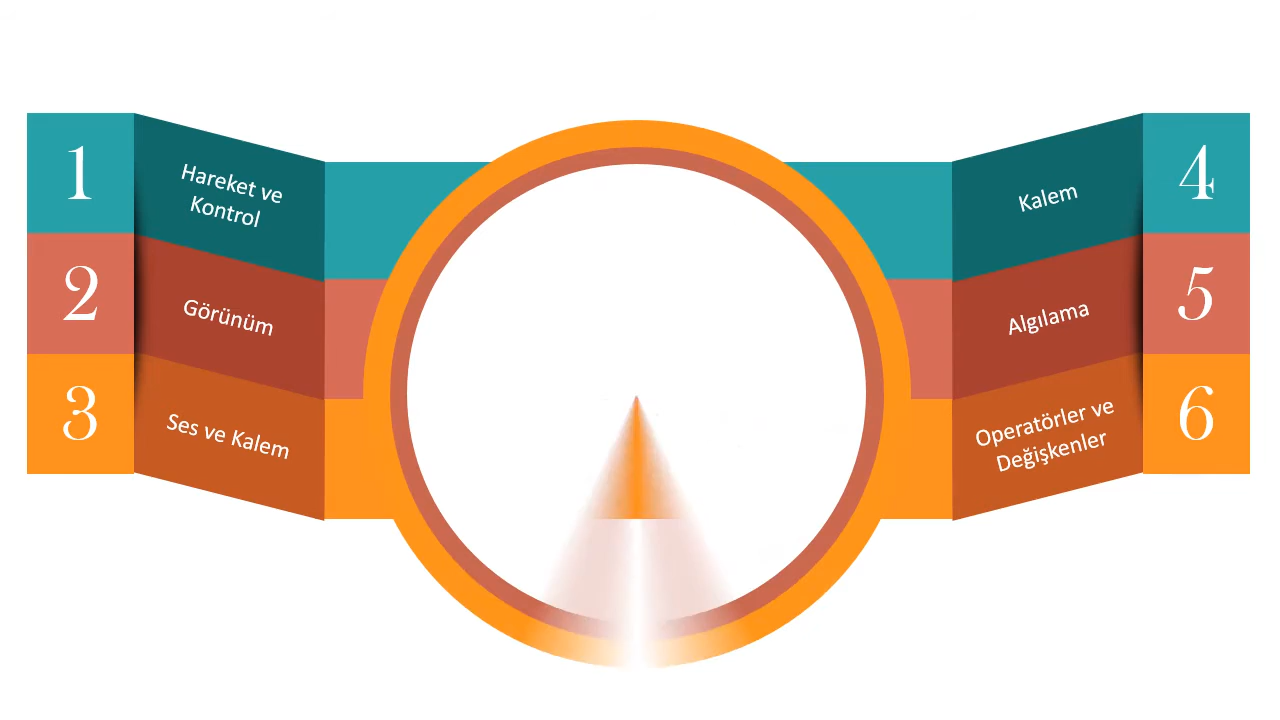 1
Hareket ve
Kontrol
2
Görünüm
3
Ses ve Kalem
4
Kalem
5
Algılama
6
Operatörler ve
Değişkenler